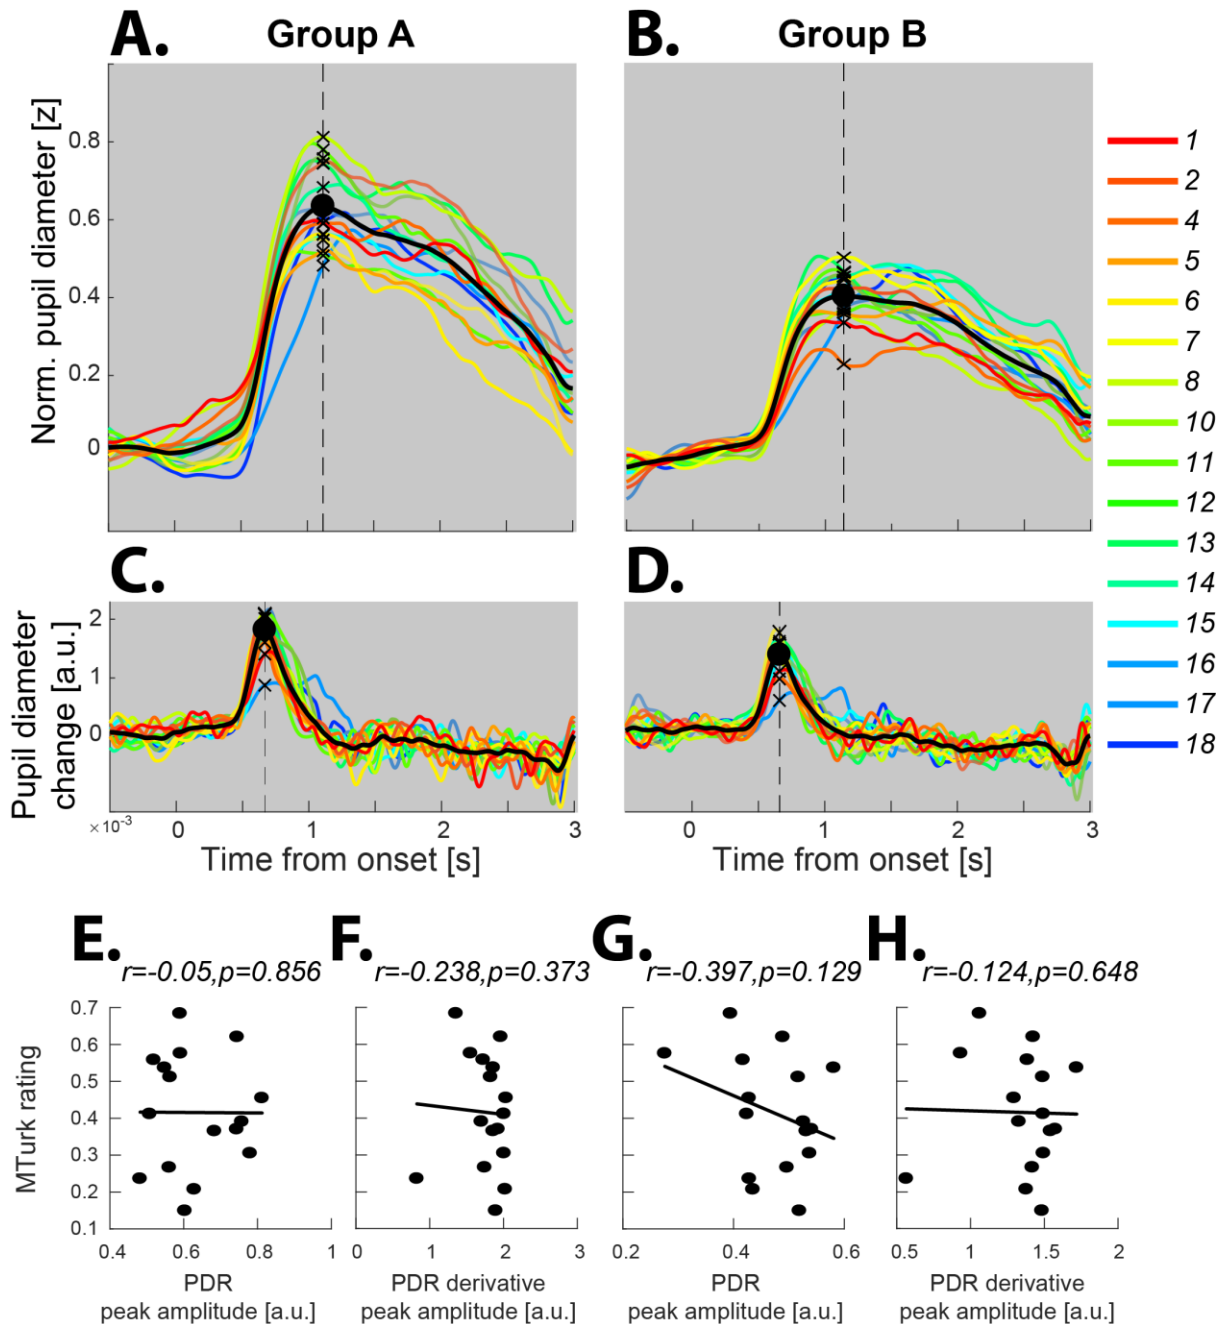 A. Group A
B. Group B
Norm. pupil diameter [z]
0.8
0.6
0.4
0.2
0
1
2
4
5
6
7
8
10
11
12
13
14
15
16
17
18
C.
D.
Pupil diameter
change [a.u.]
2
1
0
×10⁻³
0 1 2 3
0 1 2 3
Time from onset [s]
Time from onset [s]
E. F. G. H.
r=-0.05,p=0.856
r=-0.238,p=0.373
r=-0.397,p=0.129
r=-0.124,p=0.648
MTurk rating
0.7
0.6
0.5
0.4
0.3
0.2
0.1
0.4 0.6 0.8 1
0 1 2 3
0.2 0.4 0.6
0.5 1 1.5 2
PDR
peak amplitude [a.u.]
PDR derivative
peak amplitude [a.u.]
PDR
peak amplitude [a.u.]
PDR derivative
peak amplitude [a.u.]